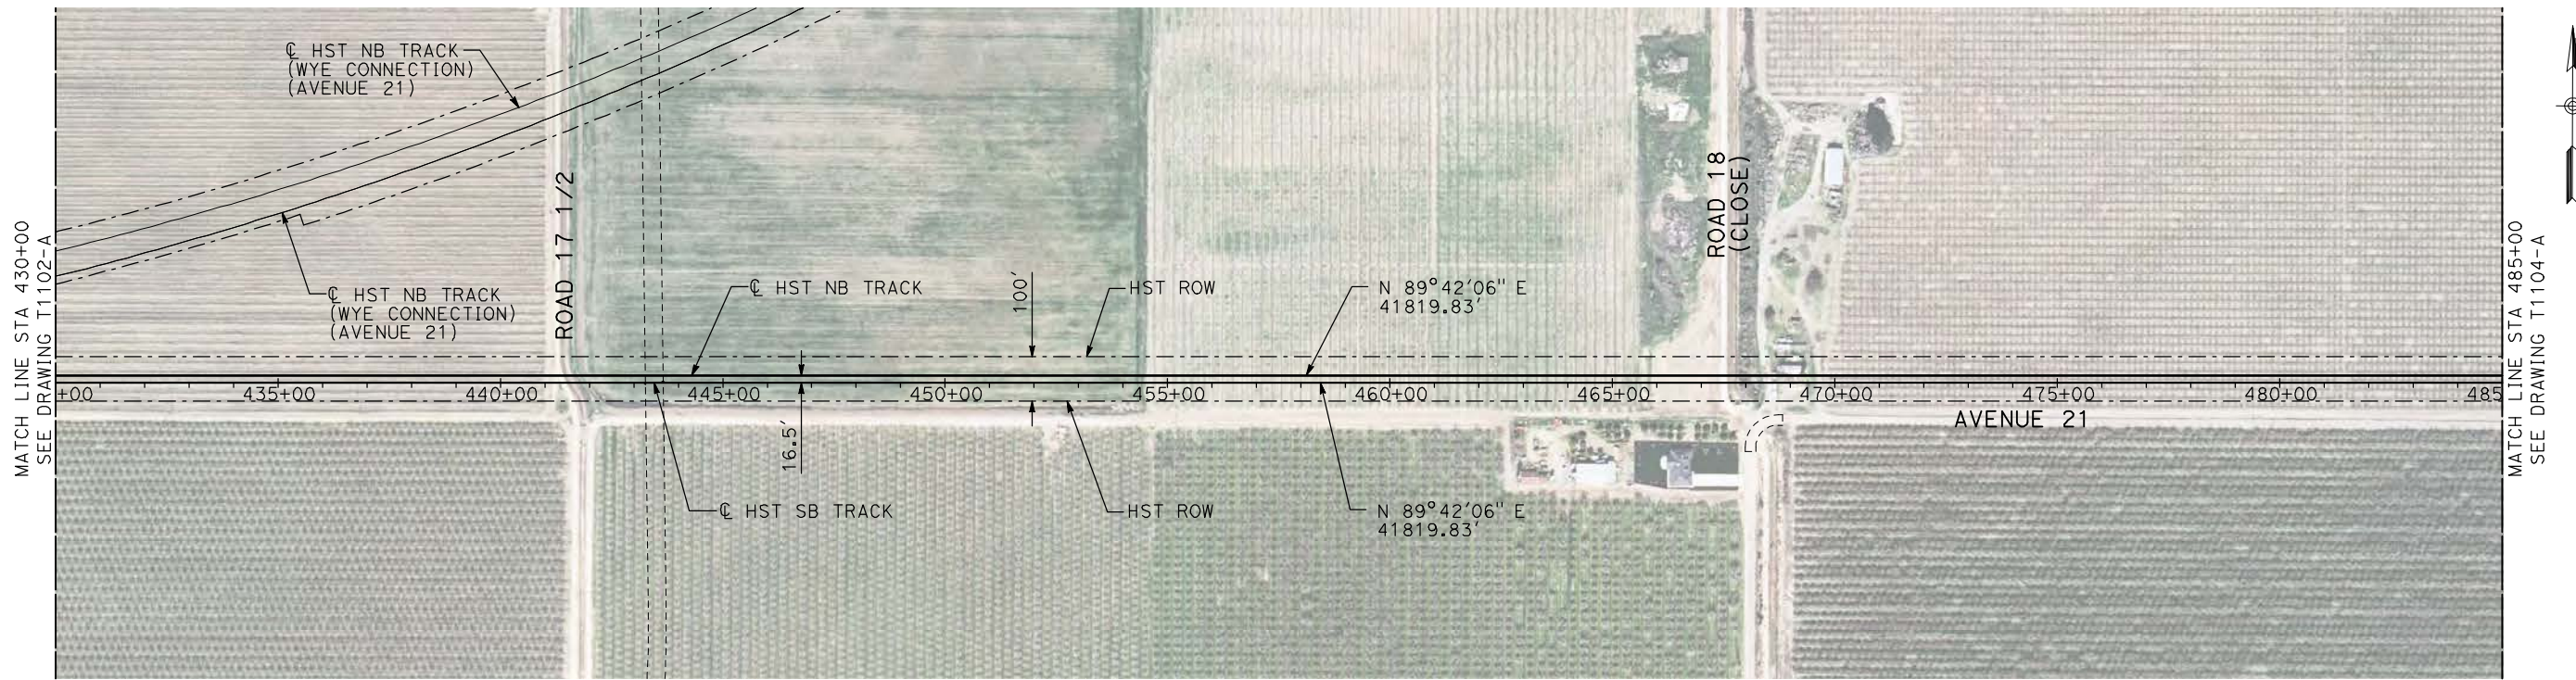 ℄ HST NB TRACK
(WYE CONNECTION)
(AVENUE 21)
℄ HST NB TRACK
(WYE CONNECTION)
(AVENUE 21)
MATCH LINE STA 430+00
SEE DRAWING T1102-A
ROAD 17 1/2
℄ HST NB TRACK
100'
HST ROW
N 89°42'06" E
41819.83'
ROAD 18
(CLOSE)
+00 435+00 440+00 445+00 450+00 455+00 460+00 465+00 470+00 475+00 480+00 485
AVENUE 21
16.5'
℄ HST SB TRACK
HST ROW
N 89°42'06" E
41819.83'
MATCH LINE STA 485+00
SEE DRAWING T1104-A